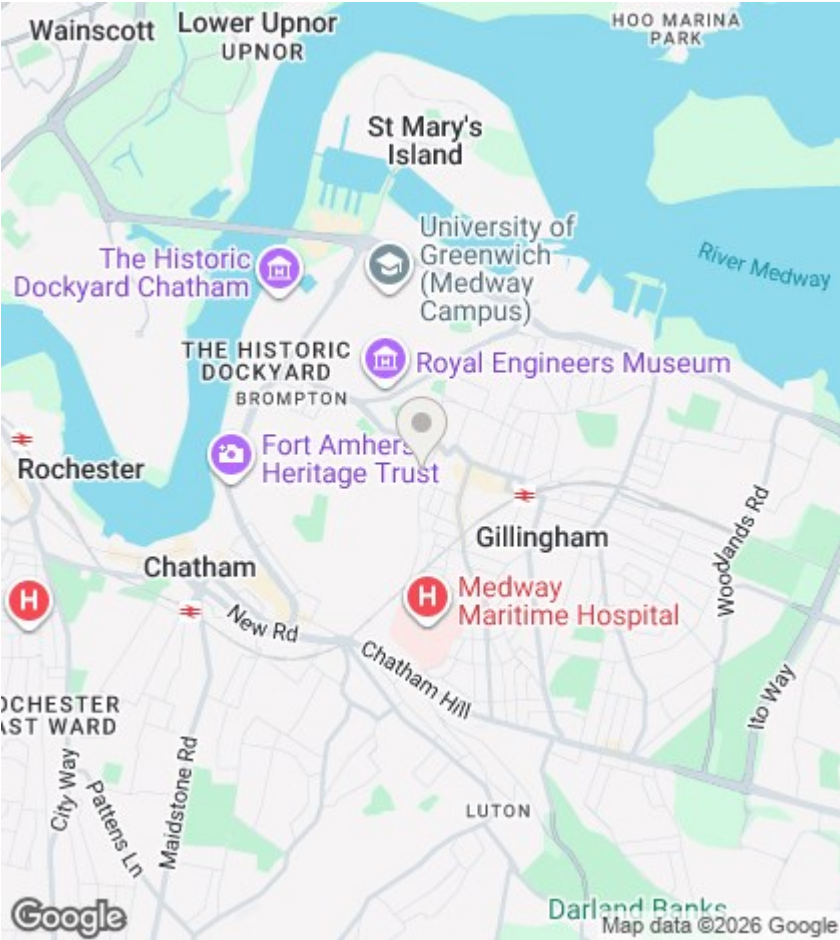 Wainscott
Lower Upnor
UPNOR
HOO MARINA
PARK
St Mary's
Island
University of
Greenwich
(Medway
Campus)
River Medway
The Historic
Dockyard Chatham
THE HISTORIC
DOCKYARD
BROMPTON
Royal Engineers Museum
Fort Amhers
Heritage Trust
Rochester
Gillingham
Woodlands Rd
Chatham
H
H
Medway
Maritime Hospital
New Rd
Chatham Hill
OCHESTER
AST WARD
Ito Way
City Way
Pattens Ln
Maidstone Rd
LUTON
Darland Banks
Google
Map data ©2026 Google